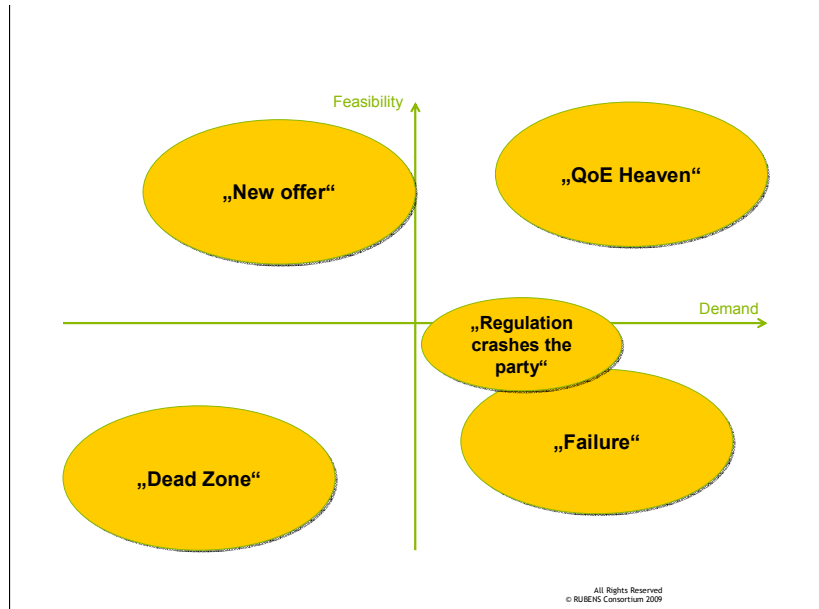 Feasibility
„New offer“
„QoE Heaven“
Demand
„Regulation
crashes the
party“
„Failure“
„Dead Zone“
All Rights Reserved
© RUBENS Consortium 2009